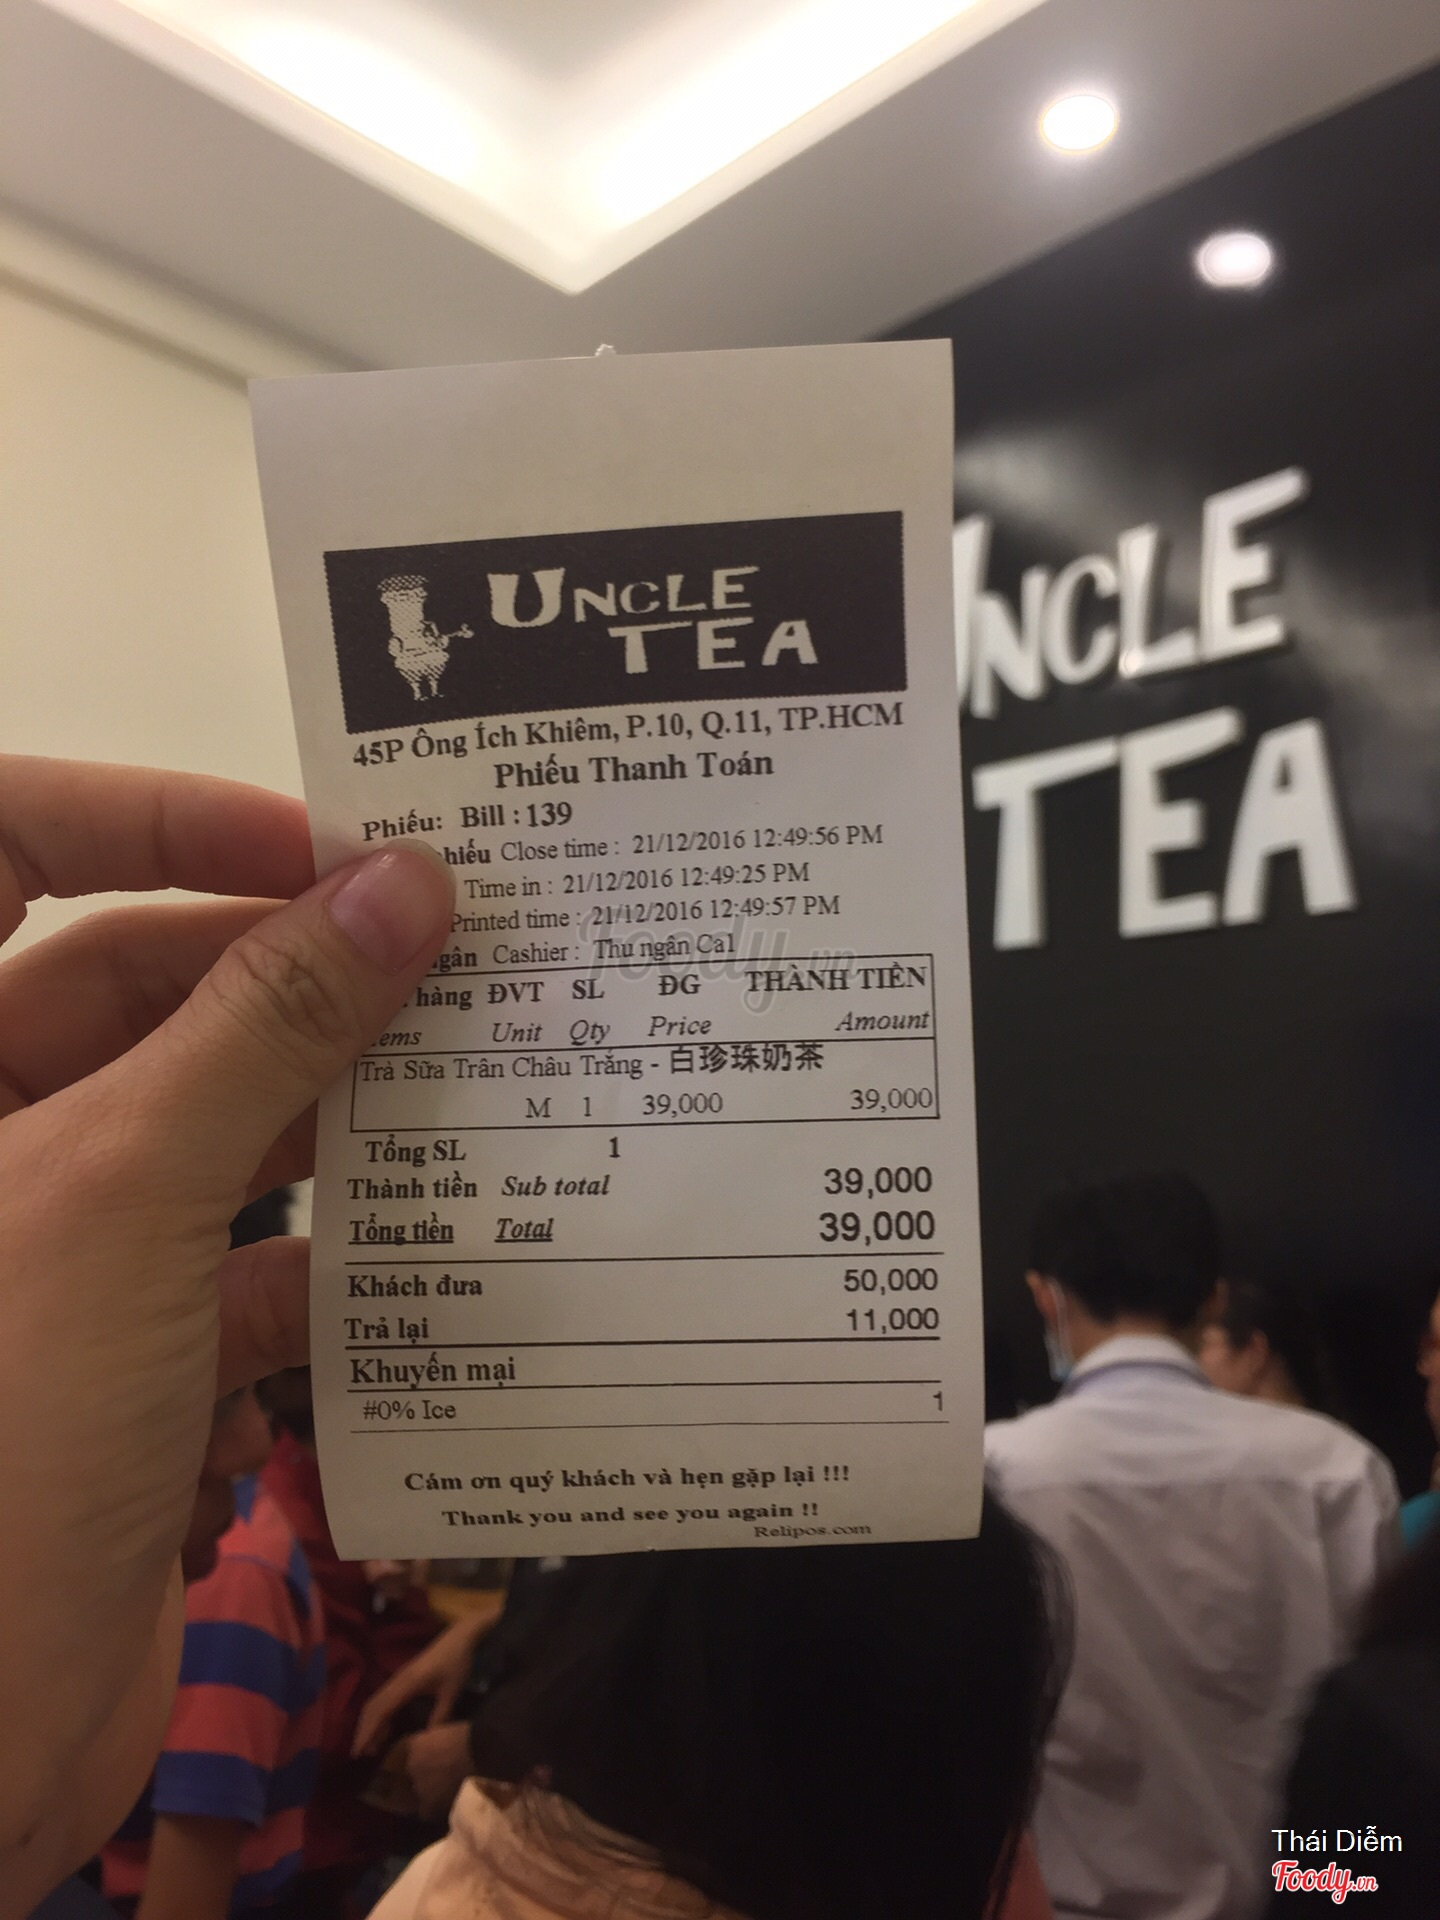 UNCLE
TEA
45P Ông Ích Khiêm, P.10, Q.11, TP.HCM
Phiếu Thanh Toán
Phiếu: Bill : 139
hiếu Close time : 21/12/2016 12:49:56 PM
Time in : 21/12/2016 12:49:25 PM
Printed time : 21/12/2016 12:49:57 PM
gân Cashier : Thu ngân Ca1
hàng ĐVT SL ĐG THÀNH TIỀN
ems Unit Qty Price Amount
Trà Sữa Trân Châu Trắng - 白珍珠奶茶
M 1 39,000 39,000
Tổng SL 1
Thành tiền Sub total 39,000
Tổng tiền Total 39,000
Khách đưa 50,000
Trả lại 11,000
Khuyến mại
#0% Ice 1
Cám ơn quý khách và hẹn gặp lại !!!
Thank you and see you again !!
Relipos.com
UNCLE
TEA
Foody.vn
Thái Diễm
Foody.vn